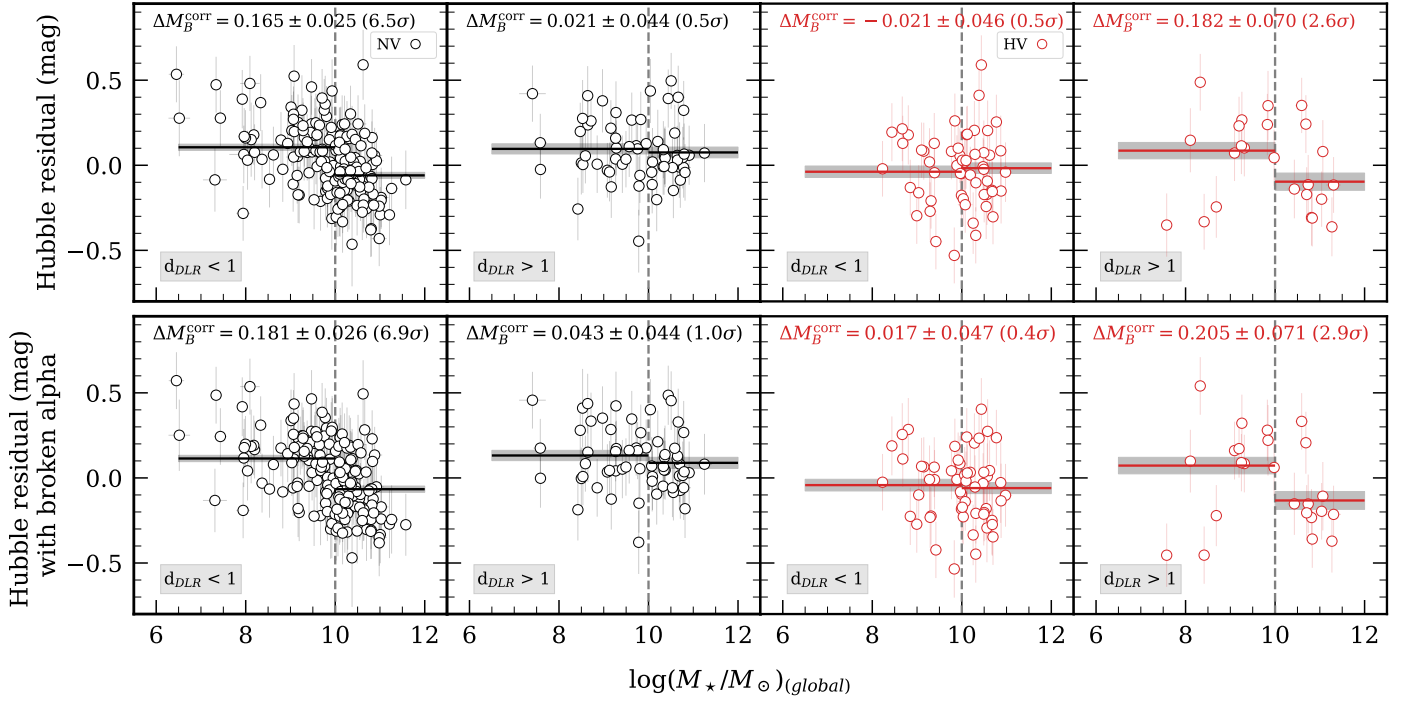 ΔM_B^corr = 0.165 ± 0.025 (6.5σ)
ΔM_B^corr = 0.021 ± 0.044 (0.5σ)
ΔM_B^corr = − 0.021 ± 0.046 (0.5σ)
ΔM_B^corr = 0.182 ± 0.070 (2.6σ)
NV
HV
Hubble residual (mag)
0.5
0.0
−0.5
d_DLR < 1
d_DLR > 1
d_DLR < 1
d_DLR > 1
ΔM_B^corr = 0.181 ± 0.026 (6.9σ)
ΔM_B^corr = 0.043 ± 0.044 (1.0σ)
ΔM_B^corr = 0.017 ± 0.047 (0.4σ)
ΔM_B^corr = 0.205 ± 0.071 (2.9σ)
Hubble residual (mag)
with broken alpha
0.5
0.0
−0.5
d_DLR < 1
d_DLR > 1
d_DLR < 1
d_DLR > 1
6 8 10 12
6 8 10 12
6 8 10 12
6 8 10 12
log(M⋆/M⊙)(global)